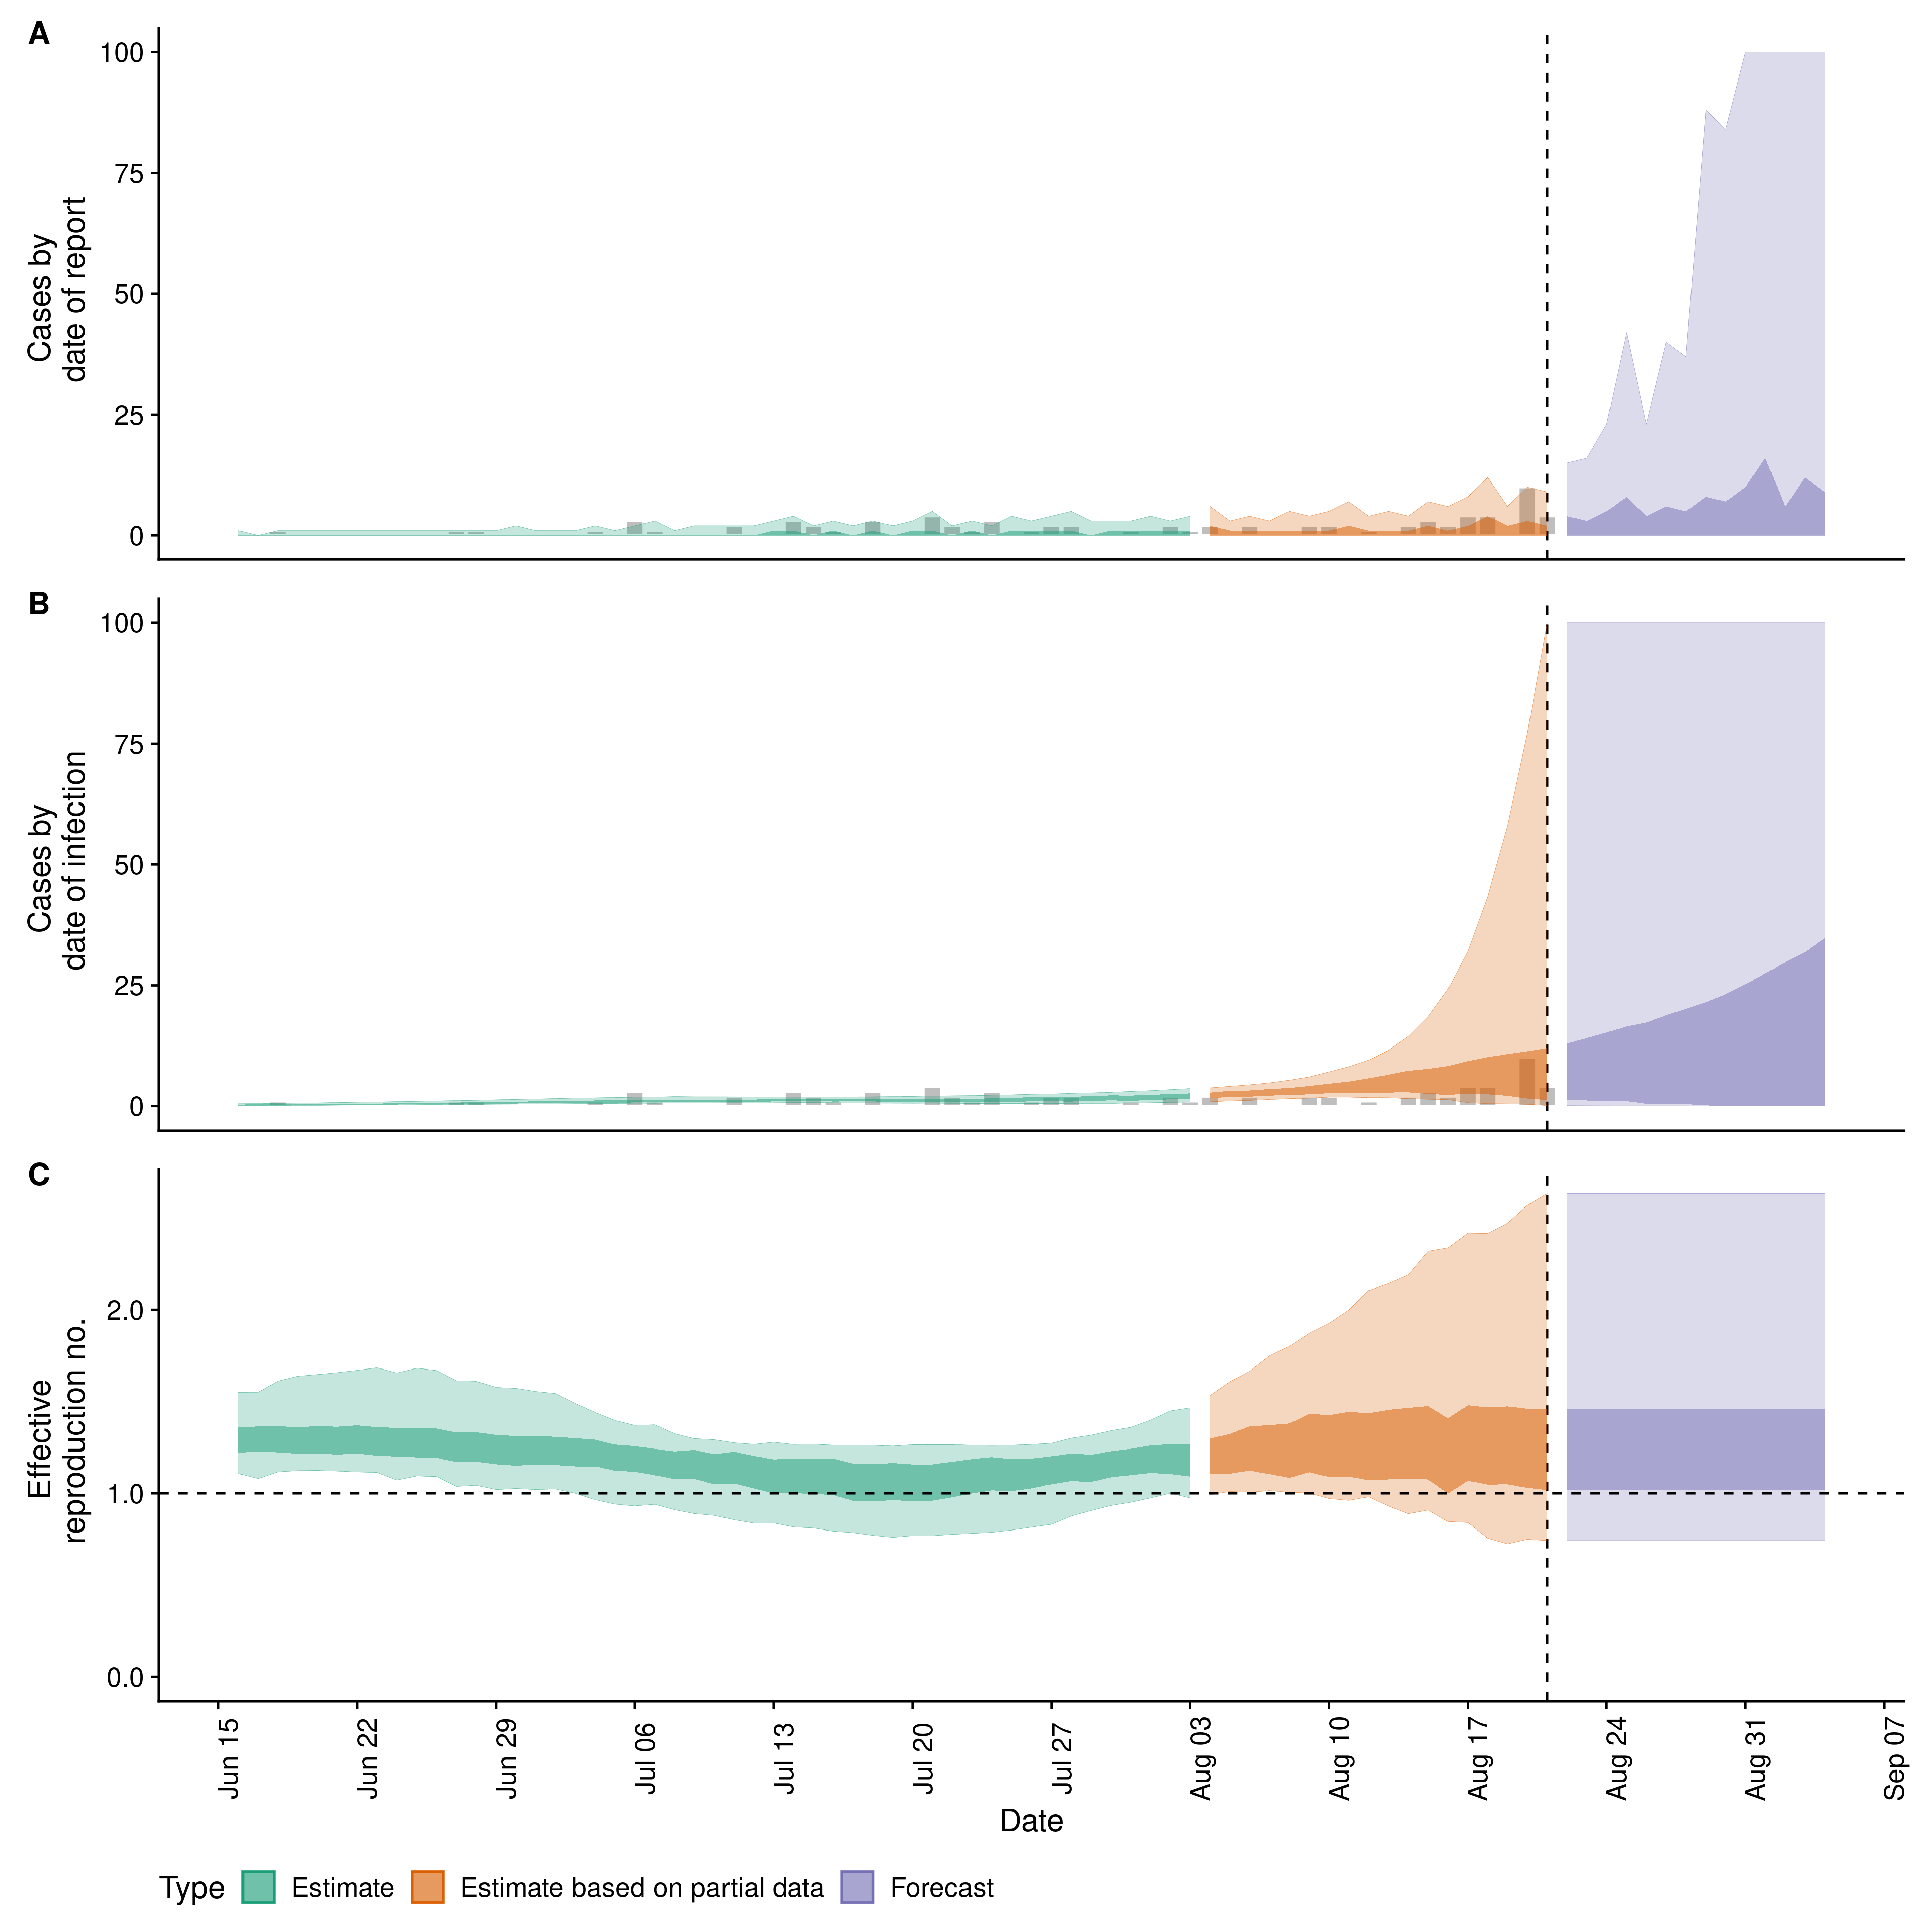 A
100
75
50
25
0
Cases by
date of report
B
100
75
50
25
0
Cases by
date of infection
C
2.0
1.0
0.0
Effective
reproduction no.
Jun 15
Jun 22
Jun 29
Jul 06
Jul 13
Jul 20
Jul 27
Aug 03
Aug 10
Aug 17
Aug 24
Aug 31
Sep 07
Date
Type Estimate Estimate based on partial data Forecast